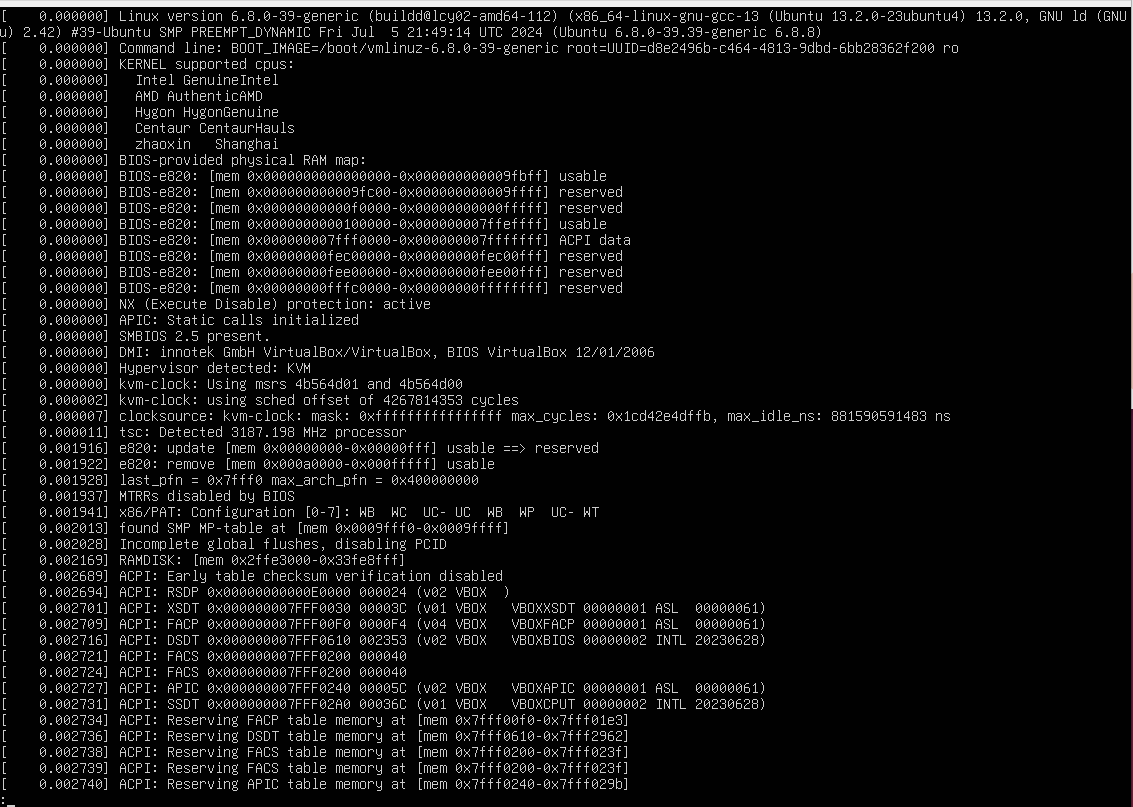 [    0.000000] Linux version 6.8.0-39-generic (buildd@lcy02-amd64-112) (x86_64-linux-gnu-gcc-13 (Ubuntu 13.2.0-23ubuntu4) 13.2.0, GNU ld (GNU
u) 2.42) #39-Ubuntu SMP PREEMPT_DYNAMIC Fri Jul  5 21:49:14 UTC 2024 (Ubuntu 6.8.0-39.39-generic 6.8.8)
[    0.000000] Command line: BOOT_IMAGE=/boot/vmlinuz-6.8.0-39-generic root=UUID=d8e2496b-c464-4813-9dbd-6bb28362f200 ro
[    0.000000] KERNEL supported cpus:
[    0.000000]   Intel GenuineIntel
[    0.000000]   AMD AuthenticAMD
[    0.000000]   Hygon HygonGenuine
[    0.000000]   Centaur CentaurHauls
[    0.000000]   zhaoxin   Shanghai
[    0.000000] BIOS-provided physical RAM map:
[    0.000000] BIOS-e820: [mem 0x0000000000000000-0x000000000009fbff] usable
[    0.000000] BIOS-e820: [mem 0x000000000009fc00-0x000000000009ffff] reserved
[    0.000000] BIOS-e820: [mem 0x00000000000f0000-0x00000000000fffff] reserved
[    0.000000] BIOS-e820: [mem 0x0000000000100000-0x000000007ffeffff] usable
[    0.000000] BIOS-e820: [mem 0x000000007fff0000-0x000000007fffffff] ACPI data
[    0.000000] BIOS-e820: [mem 0x00000000fec00000-0x00000000fec00fff] reserved
[    0.000000] BIOS-e820: [mem 0x00000000fee00000-0x00000000fee00fff] reserved
[    0.000000] BIOS-e820: [mem 0x00000000fffc0000-0x00000000ffffffff] reserved
[    0.000000] NX (Execute Disable) protection: active
[    0.000000] APIC: Static calls initialized
[    0.000000] SMBIOS 2.5 present.
[    0.000000] DMI: innotek GmbH VirtualBox/VirtualBox, BIOS VirtualBox 12/01/2006
[    0.000000] Hypervisor detected: KVM
[    0.000000] kvm-clock: Using msrs 4b564d01 and 4b564d00
[    0.000002] kvm-clock: using sched offset of 4267814353 cycles
[    0.000007] clocksource: kvm-clock: mask: 0xffffffffffffffff max_cycles: 0x1cd42e4dffb, max_idle_ns: 881590591483 ns
[    0.000011] tsc: Detected 3187.198 MHz processor
[    0.001916] e820: update [mem 0x00000000-0x00000fff] usable ==> reserved
[    0.001922] e820: remove [mem 0x000a0000-0x000fffff] usable
[    0.001928] last_pfn = 0x7fff0 max_arch_pfn = 0x400000000
[    0.001937] MTRRs disabled by BIOS
[    0.001941] x86/PAT: Configuration [0-7]: WB  WC  UC- UC  WB  WP  UC- WT
[    0.002013] found SMP MP-table at [mem 0x0009fff0-0x0009ffff]
[    0.002028] Incomplete global flushes, disabling PCID
[    0.002169] RAMDISK: [mem 0x2ffe3000-0x33fe8fff]
[    0.002689] ACPI: Early table checksum verification disabled
[    0.002694] ACPI: RSDP 0x00000000000E0000 000024 (v02 VBOX  )
[    0.002701] ACPI: XSDT 0x000000007FFF0030 00003C (v01 VBOX   VBOXXSDT 00000001 ASL  00000061)
[    0.002709] ACPI: FACP 0x000000007FFF00F0 0000F4 (v04 VBOX   VBOXFACP 00000001 ASL  00000061)
[    0.002716] ACPI: DSDT 0x000000007FFF0610 002353 (v02 VBOX   VBOXBIOS 00000002 INTL 20230628)
[    0.002721] ACPI: FACS 0x000000007FFF0200 000040
[    0.002724] ACPI: FACS 0x000000007FFF0200 000040
[    0.002727] ACPI: APIC 0x000000007FFF0240 00005C (v02 VBOX   VBOXAPIC 00000001 ASL  00000061)
[    0.002731] ACPI: SSDT 0x000000007FFF02A0 00036C (v01 VBOX   VBOXCPUT 00000002 INTL 20230628)
[    0.002734] ACPI: Reserving FACP table memory at [mem 0x7fff00f0-0x7fff01e3]
[    0.002736] ACPI: Reserving DSDT table memory at [mem 0x7fff0610-0x7fff2962]
[    0.002738] ACPI: Reserving FACS table memory at [mem 0x7fff0200-0x7fff023f]
[    0.002739] ACPI: Reserving FACS table memory at [mem 0x7fff0200-0x7fff023f]
[    0.002740] ACPI: Reserving APIC table memory at [mem 0x7fff0240-0x7fff029b]
: